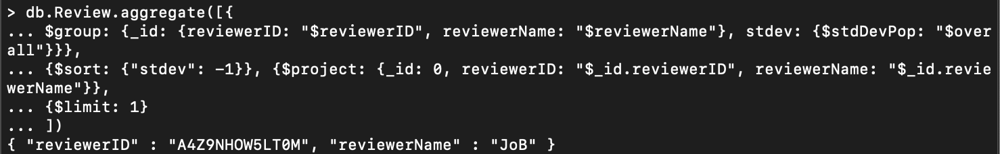 > db.Review.aggregate([{
... $group: {_id: {reviewerID: "$reviewerID", reviewerName: "$reviewerName"}, stdev: {$stdDevPop: "$over
all"}}},
... {$sort: {"stdev": -1}}, {$project: {_id: 0, reviewerID: "$_id.reviewerID", reviewerName: "$_id.revie
werName"}},
... {$limit: 1}
... ])
{ "reviewerID" : "A4Z9NHOW5LT0M", "reviewerName" : "JoB" }